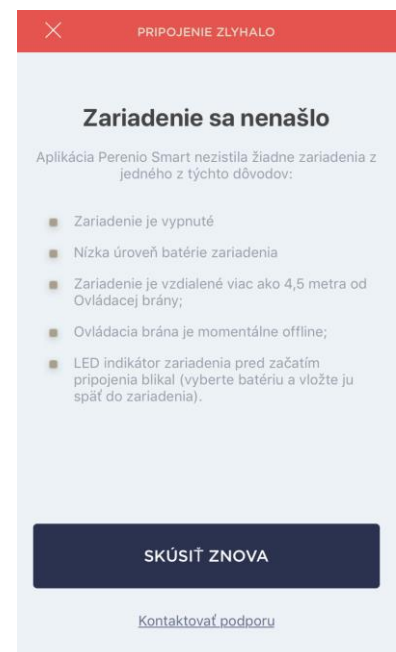 PRIPOJENIE ZLYHALO
Zariadenie sa nenašlo
Aplikácia Perenio Smart nezistila žiadne zariadenia z
jedného z týchto dôvodov:
Zariadenie je vypnuté
Nízka úroveň batérie zariadenia
Zariadenie je vzdialené viac ako 4,5 metra od
Ovládacej brány;
Ovládacia brána je momentálne offline;
LED indikátor zariadenia pred začatím
pripojenia blikal (vyberte batériu a vložte ju
späť do zariadenia).
SKÚSIŤ ZNOVA
Kontaktovať podporu